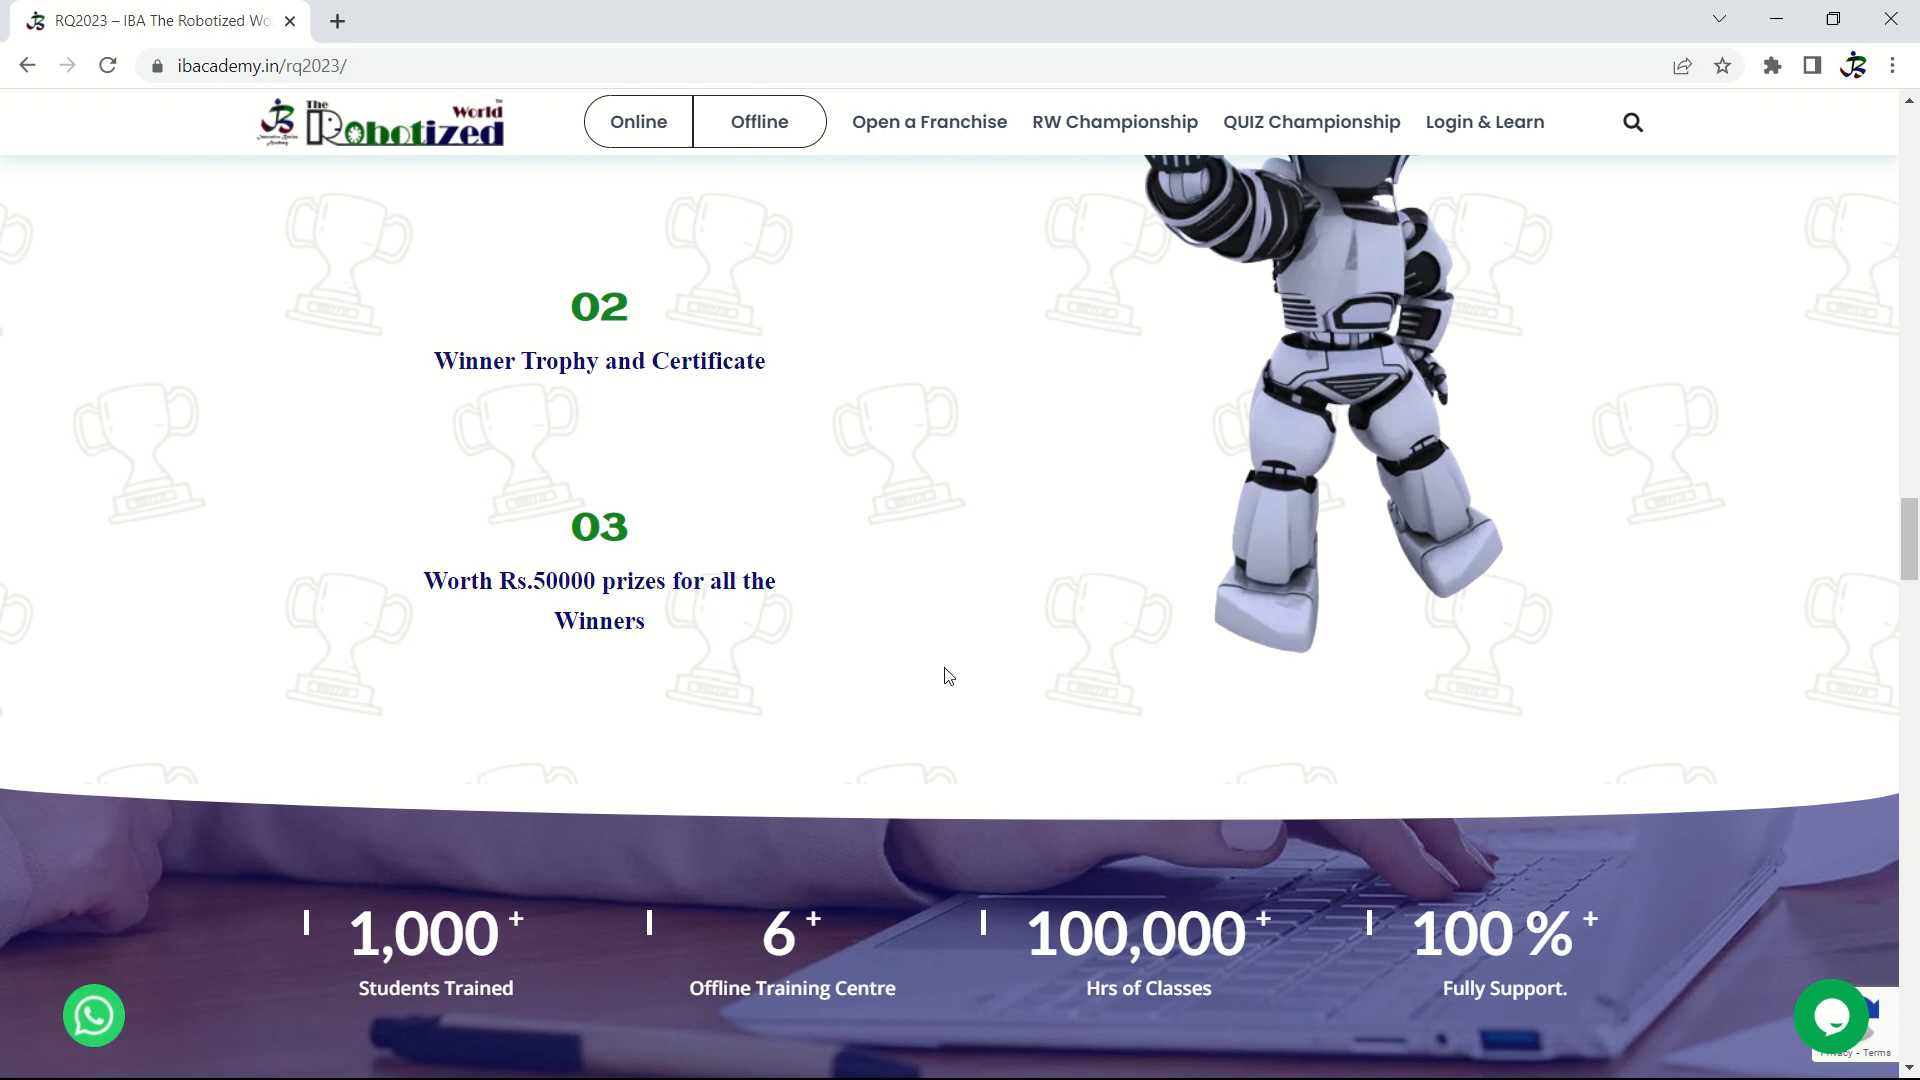 RQ2023 – IBA The Robotized Wo
ibacademy.in/rq2023/
The Robotized World
Online
Offline
Open a Franchise
RW Championship
QUIZ Championship
Login & Learn
02
Winner Trophy and Certificate
03
Worth Rs.50000 prizes for all the
Winners
1,000+
6+
100,000+
100 %+
Students Trained
Offline Training Centre
Hrs of Classes
Fully Support.
- Terms